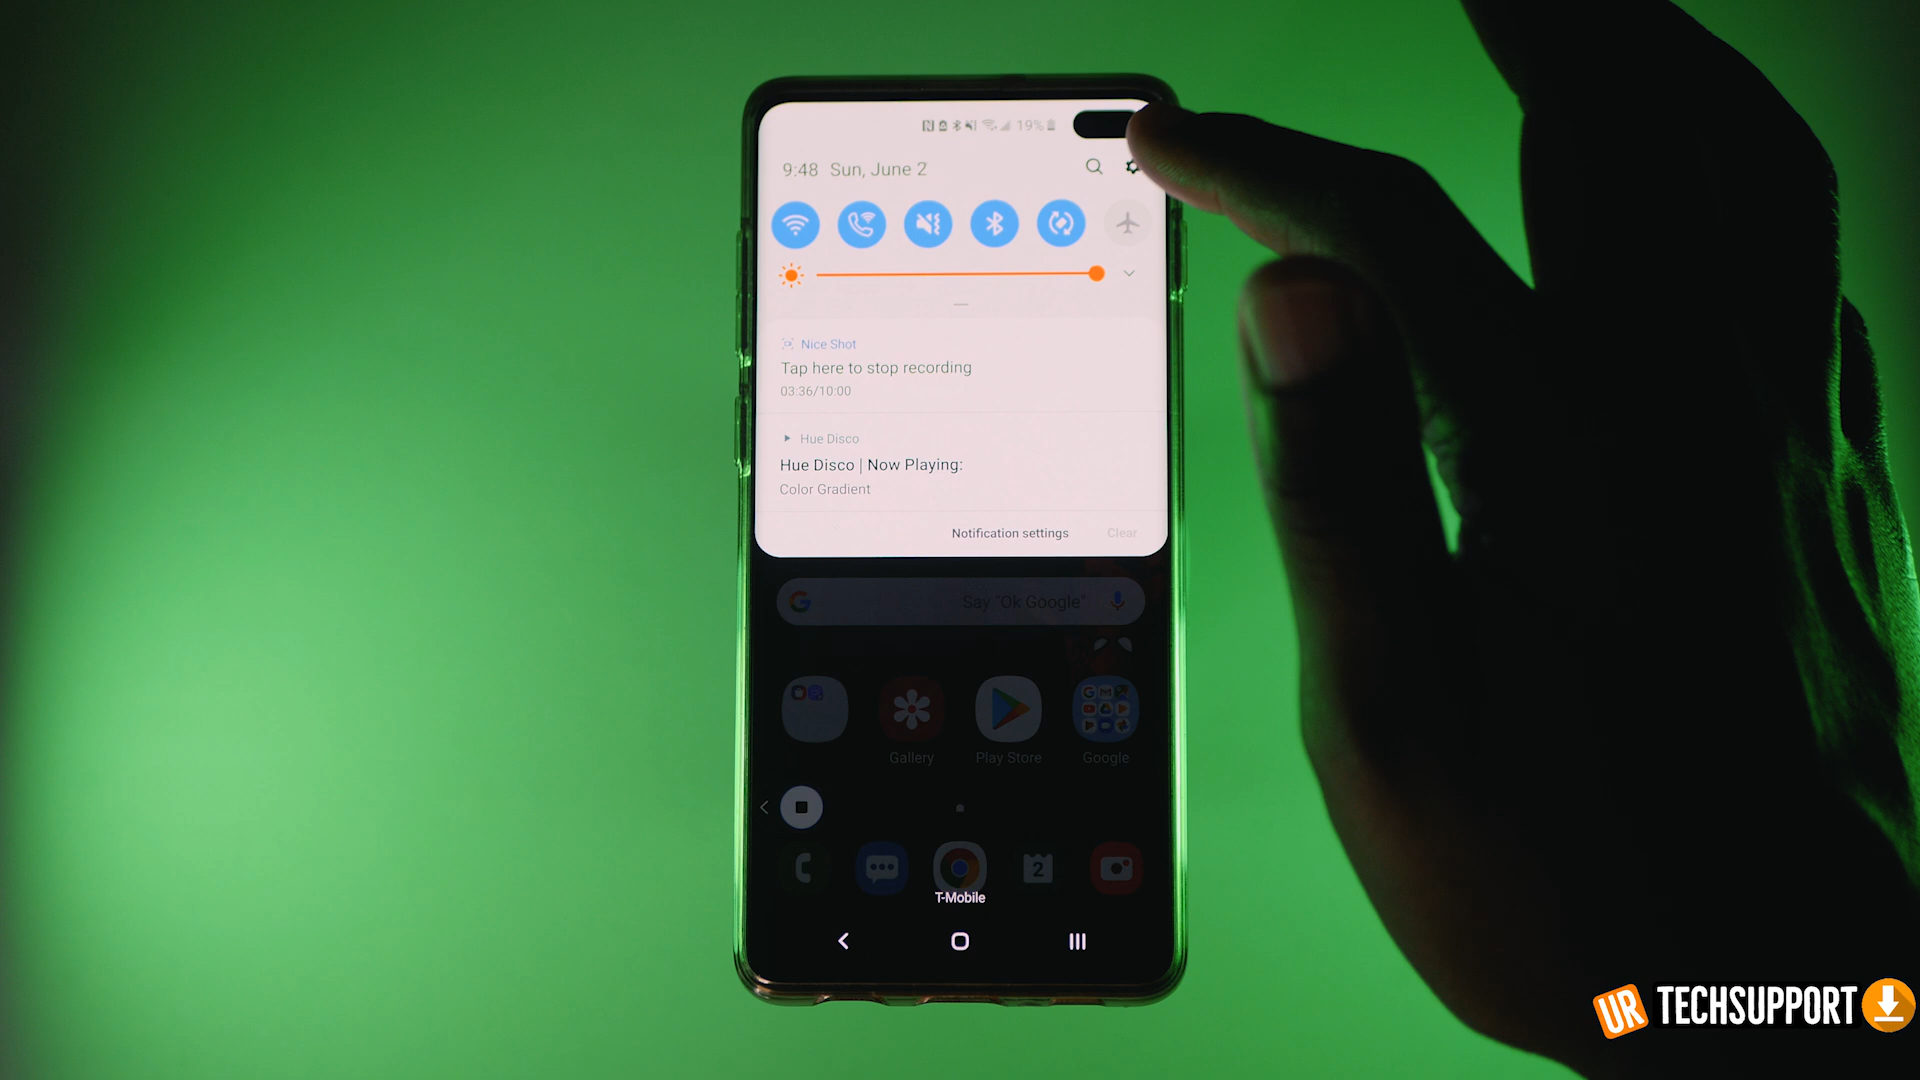 19%
9:48 Sun, June 2
Nice Shot
Tap here to stop recording
03:36/10:00
Hue Disco
Hue Disco | Now Playing:
Color Gradient
Notification settings Clear
Say "Ok Google"
Gallery Play Store Google
2
T-Mobile
UR TECHSUPPORT